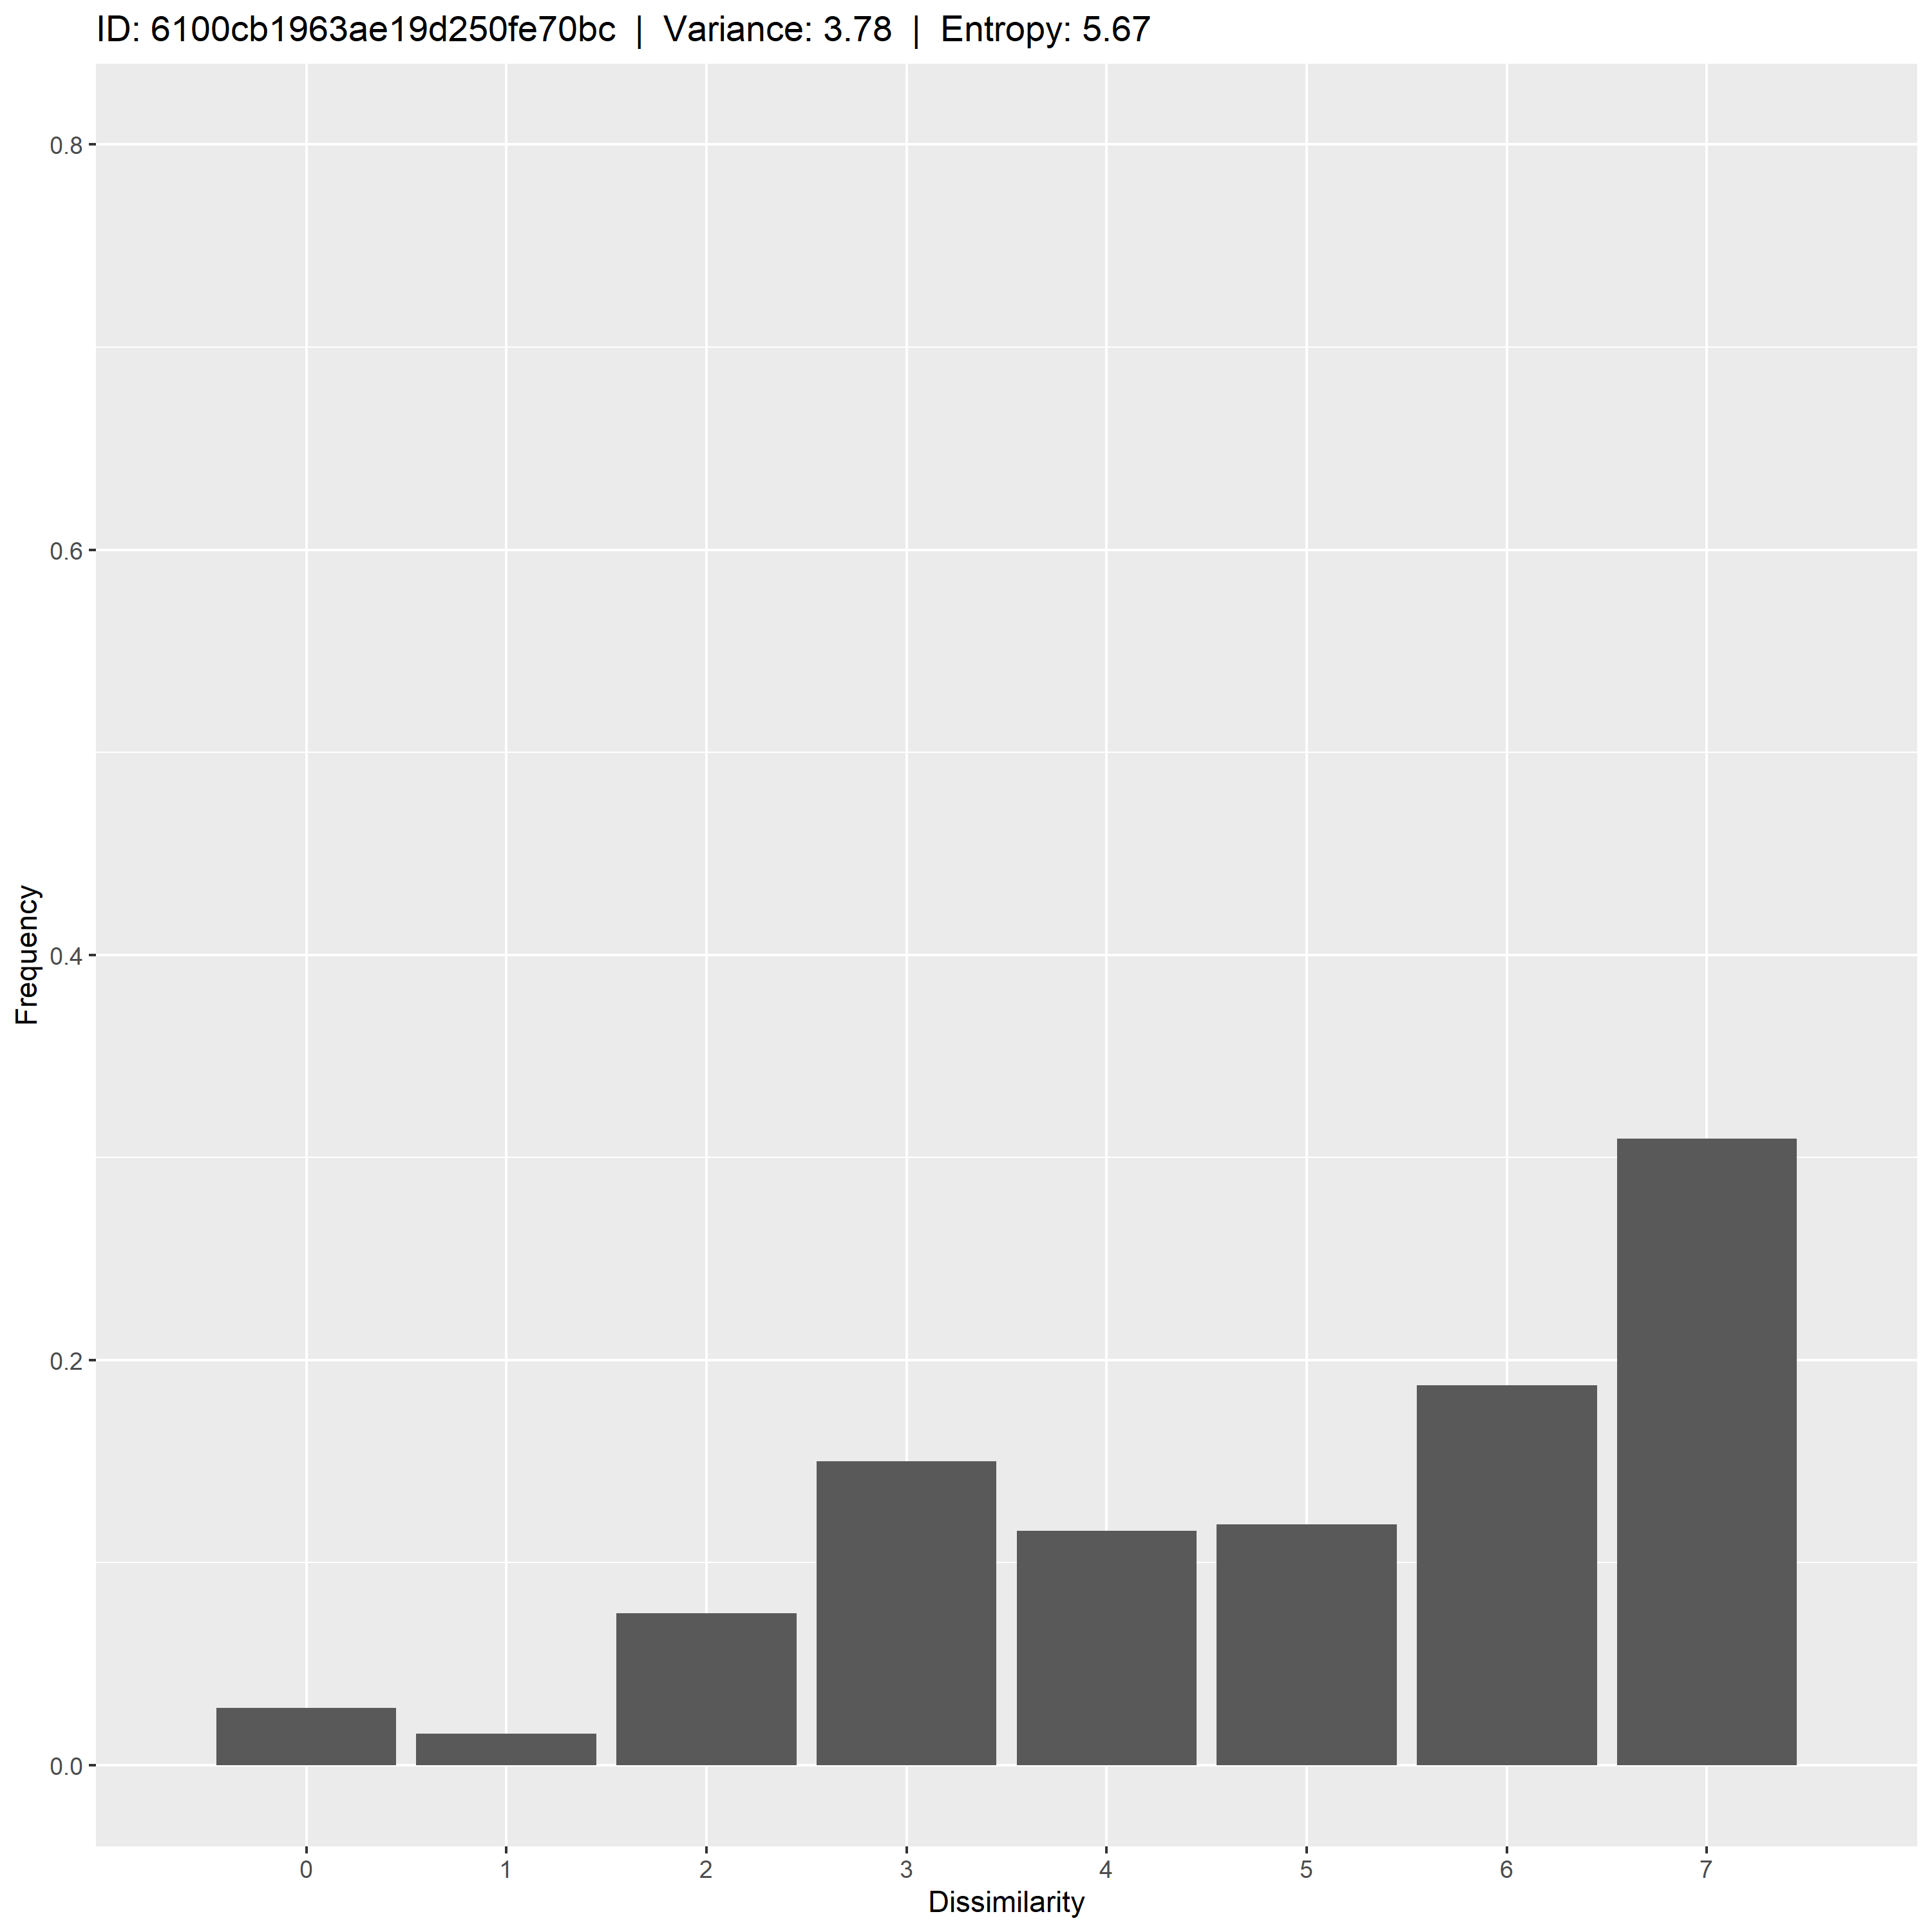 ID: 6100cb1963ae19d250fe70bc | Variance: 3.78 | Entropy: 5.67
0.8
0.6
0.4
0.2
0.0
Frequency
0 1 2 3 4 5 6 7
Dissimilarity